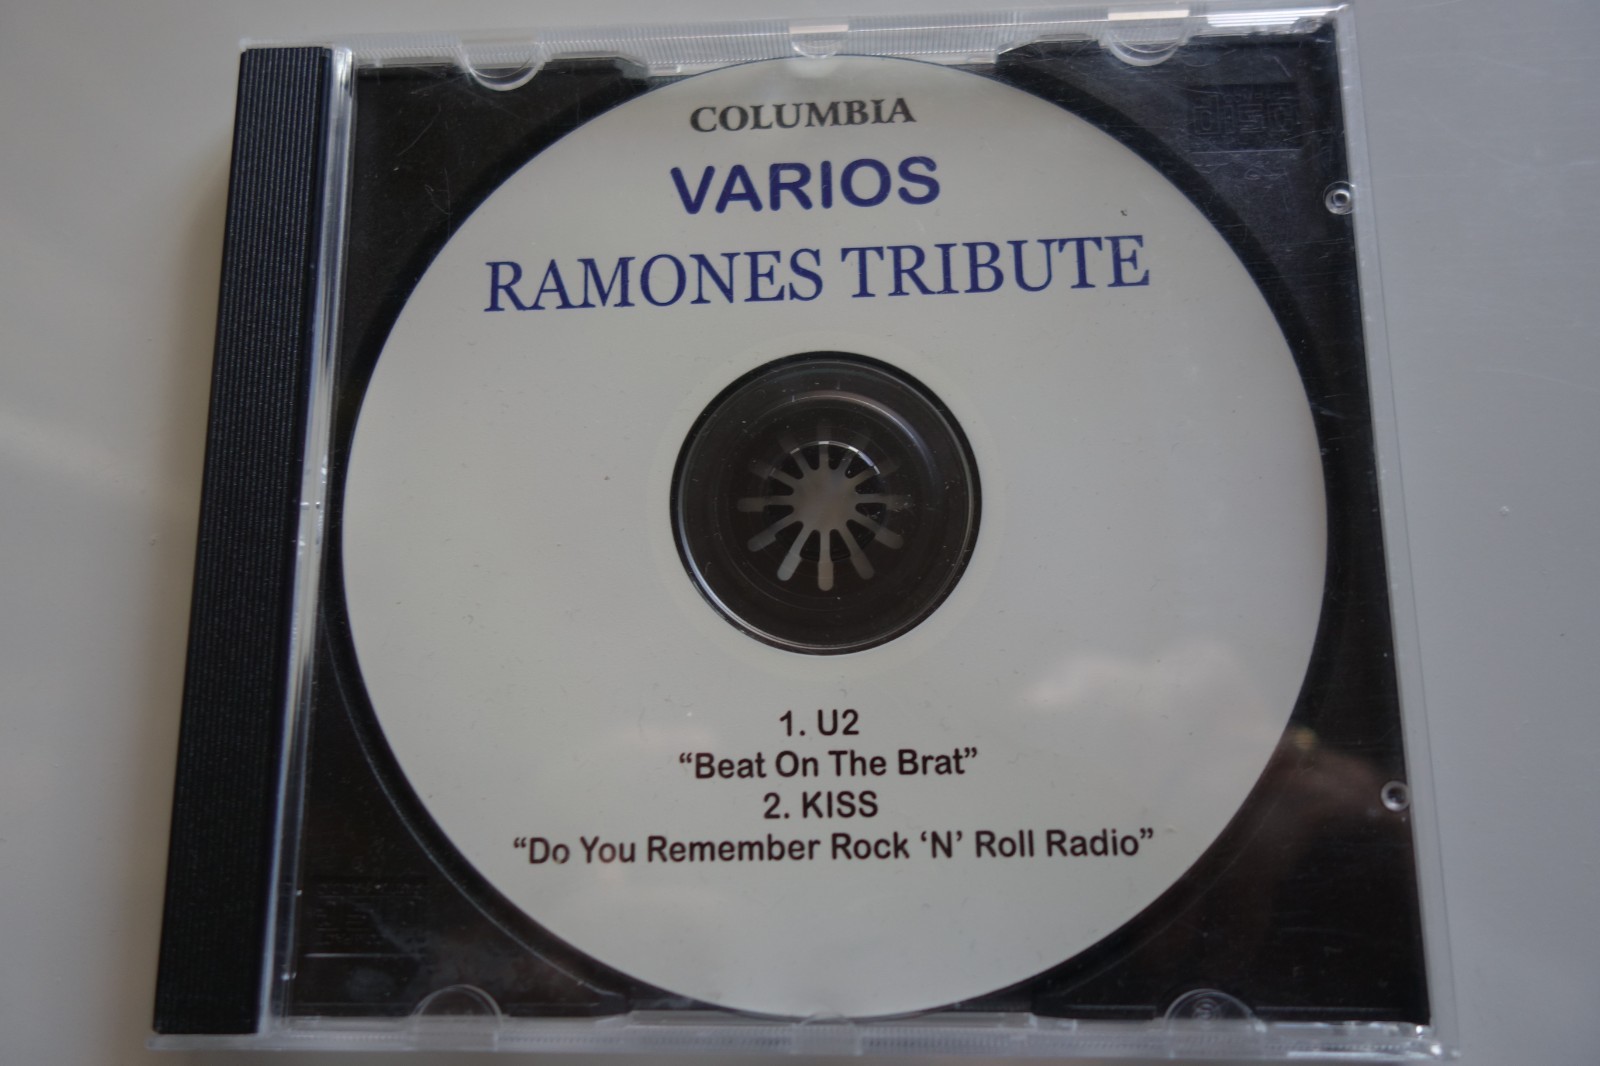 COLUMBIA
VARIOS
RAMONES TRIBUTE
1. U2
“Beat On The Brat”
2. KISS
“Do You Remember Rock ‘N’ Roll Radio”